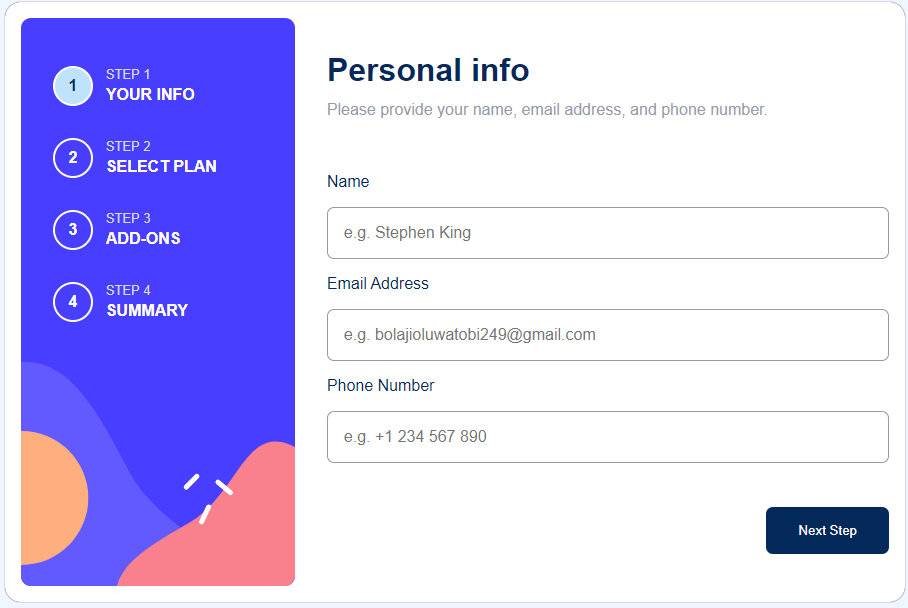 1
STEP 1
YOUR INFO
2
STEP 2
SELECT PLAN
3
STEP 3
ADD-ONS
4
STEP 4
SUMMARY
Personal info
Please provide your name, email address, and phone number.
Name
e.g. Stephen King
Email Address
e.g. bolajioluwatobi249@gmail.com
Phone Number
e.g. +1 234 567 890
Next Step